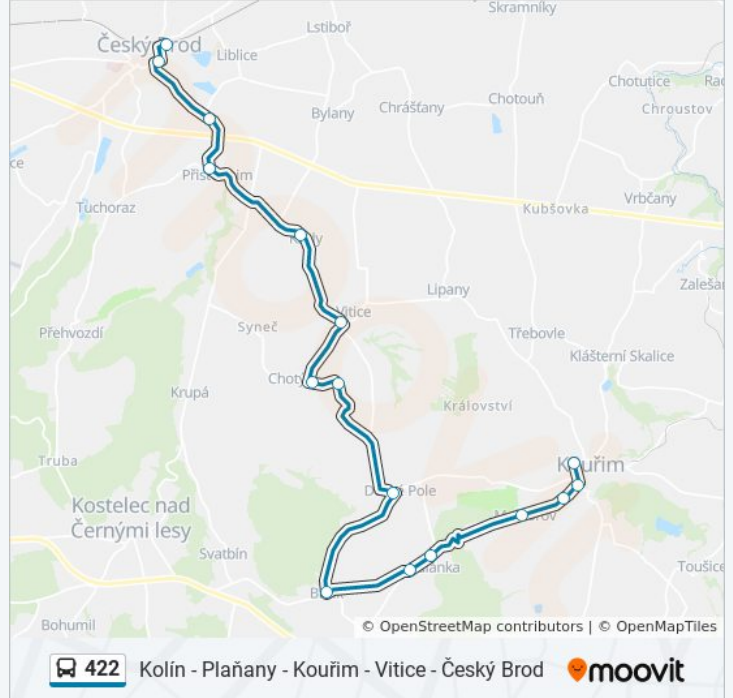 Skramníky
Lstiboř
Český Brod
Liblice
Chotutice
Chotouň
Bylany
Chrášťany
Chroustov
Tuchoraz
Vrbčany
Kubšovka
Lipany
Vitice
Syneč
Přehvozdí
Třebovle
Klášterní Skalice
Krupá
Království
Truba
Kouřim
Pole
Kostelec nad
Černými lesy
Svatbín
Toušice
Bohumil
© OpenStreetMap contributors | © OpenMapTiles
422 Kolín - Plaňany - Kouřim - Vitice - Český Brod
moovit